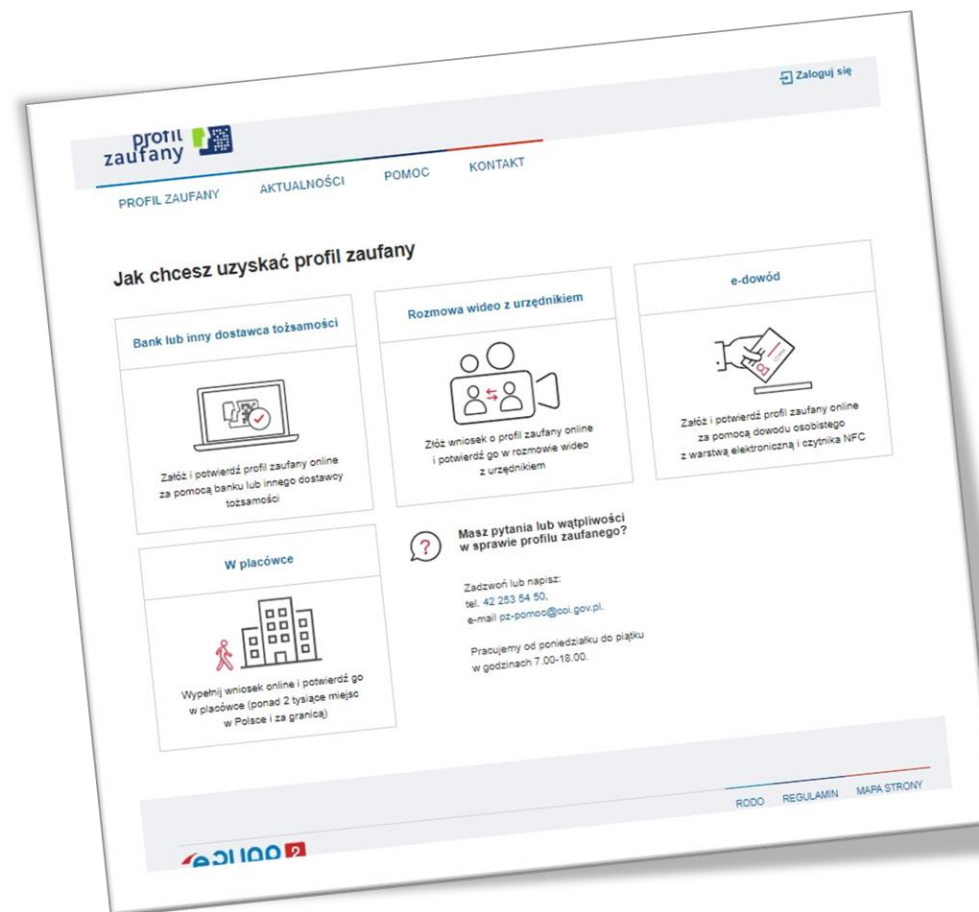 Zaloguj się
profil
zaufany
PROFIL ZAUFANY
AKTUALNOŚCI
POMOC
KONTAKT
Jak chcesz uzyskać profil zaufany
Bank lub inny dostawca tożsamości
Załóż i potwierdź profil zaufany online
za pomocą banku lub innego dostawcy
tożsamości
Rozmowa wideo z urzędnikiem
Złóż wniosek o profil zaufany online
i potwierdź go w rozmowie wideo
z urzędnikiem
e-dowód
Załóż i potwierdź profil zaufany online
za pomocą dowodu osobistego
z warstwą elektroniczną i czytnika NFC
W placówce
Wypełnij wniosek online i potwierdź go
w placówce (ponad 2 tysiące miejsc
w Polsce i za granicą)
?
Masz pytania lub wątpliwości
w sprawie profilu zaufanego?
Zadzwoń lub napisz:
tel. 42 253 54 50,
e-mail pz-pomoc@coi.gov.pl.
Pracujemy od poniedziałku do piątku
w godzinach 7.00-18.00.
RODO
REGULAMIN
MAPA STRONY